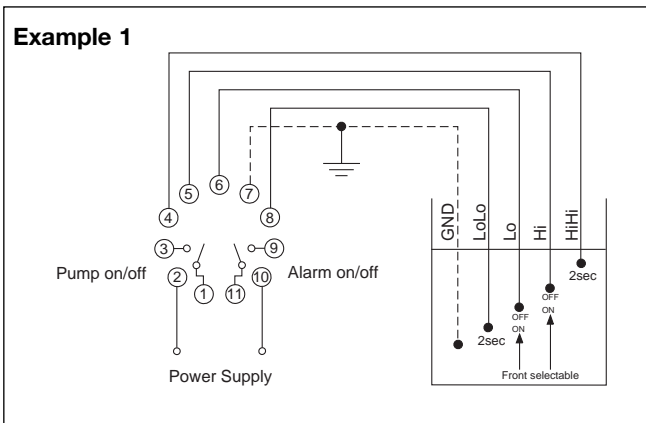 Example 1
6
5
7
4
8
GND
LoLo
Lo
Hi
HiHi
3
9
Pump on/off
2
10
Alarm on/off
1
11
2sec
OFF
ON
OFF
ON
2sec
Front selectable
Power Supply